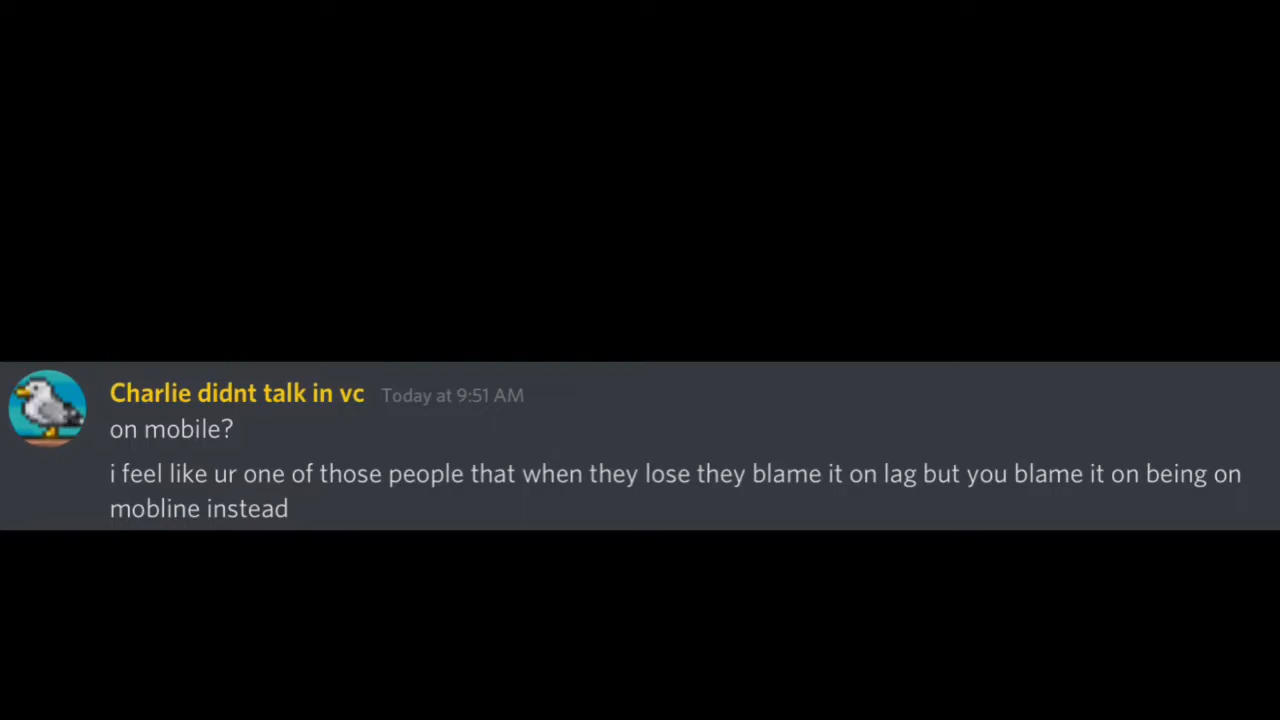 Charlie didnt talk in vc Today at 9:51 AM
on mobile?
i feel like ur one of those people that when they lose they blame it on lag but you blame it on being on
mobline instead